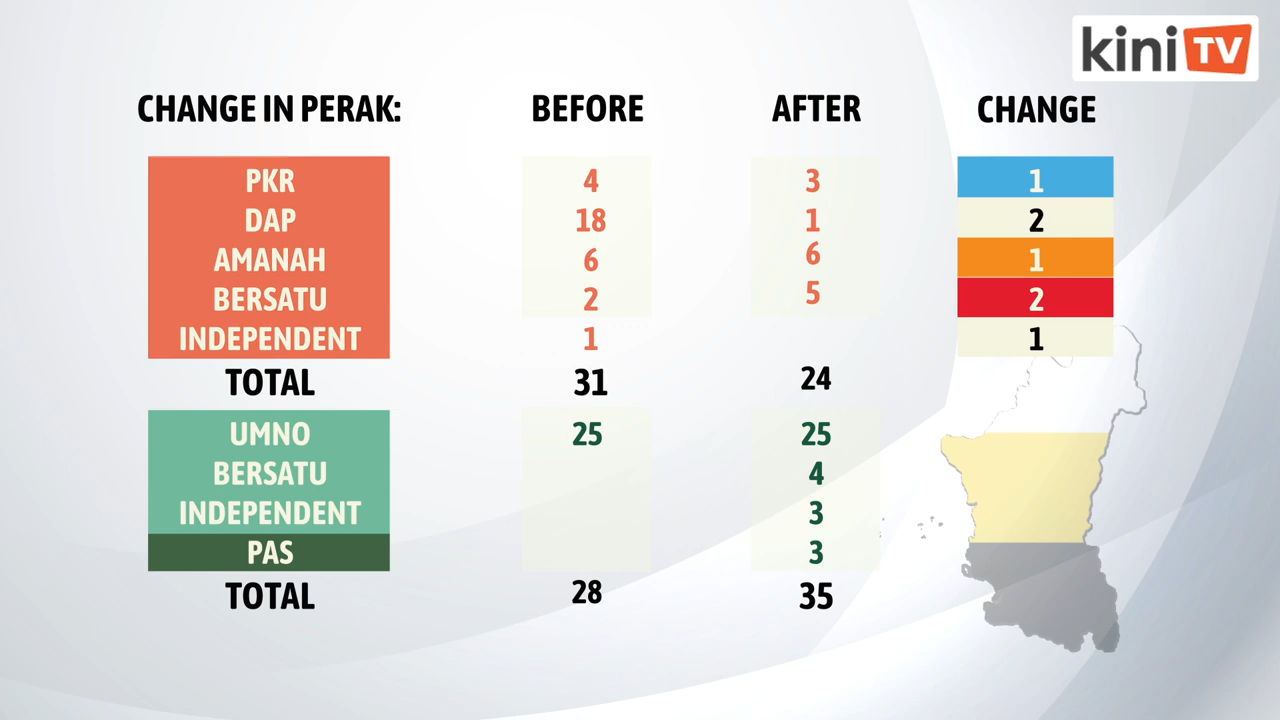 kini TV
CHANGE IN PERAK: BEFORE AFTER CHANGE
PKR 4 3 1
DAP 18 1 2
AMANAH 6 6 1
BERSATU 2 5 2
INDEPENDENT 1 1
TOTAL 31 24
UMNO 25 25
BERSATU 4
INDEPENDENT 3
PAS 3
TOTAL 28 35